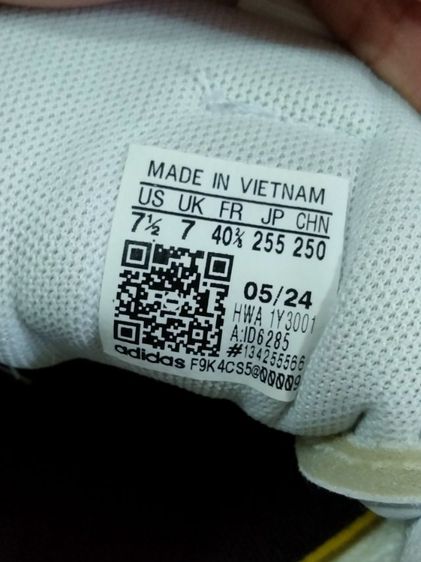 MADE IN VIETNAM
US UK FR JP CHN
7½ 7 40⅔ 255 250
05/24
HWA 1Y3001
A:ID6285
#134255566
adidas F9K4CS5@00009